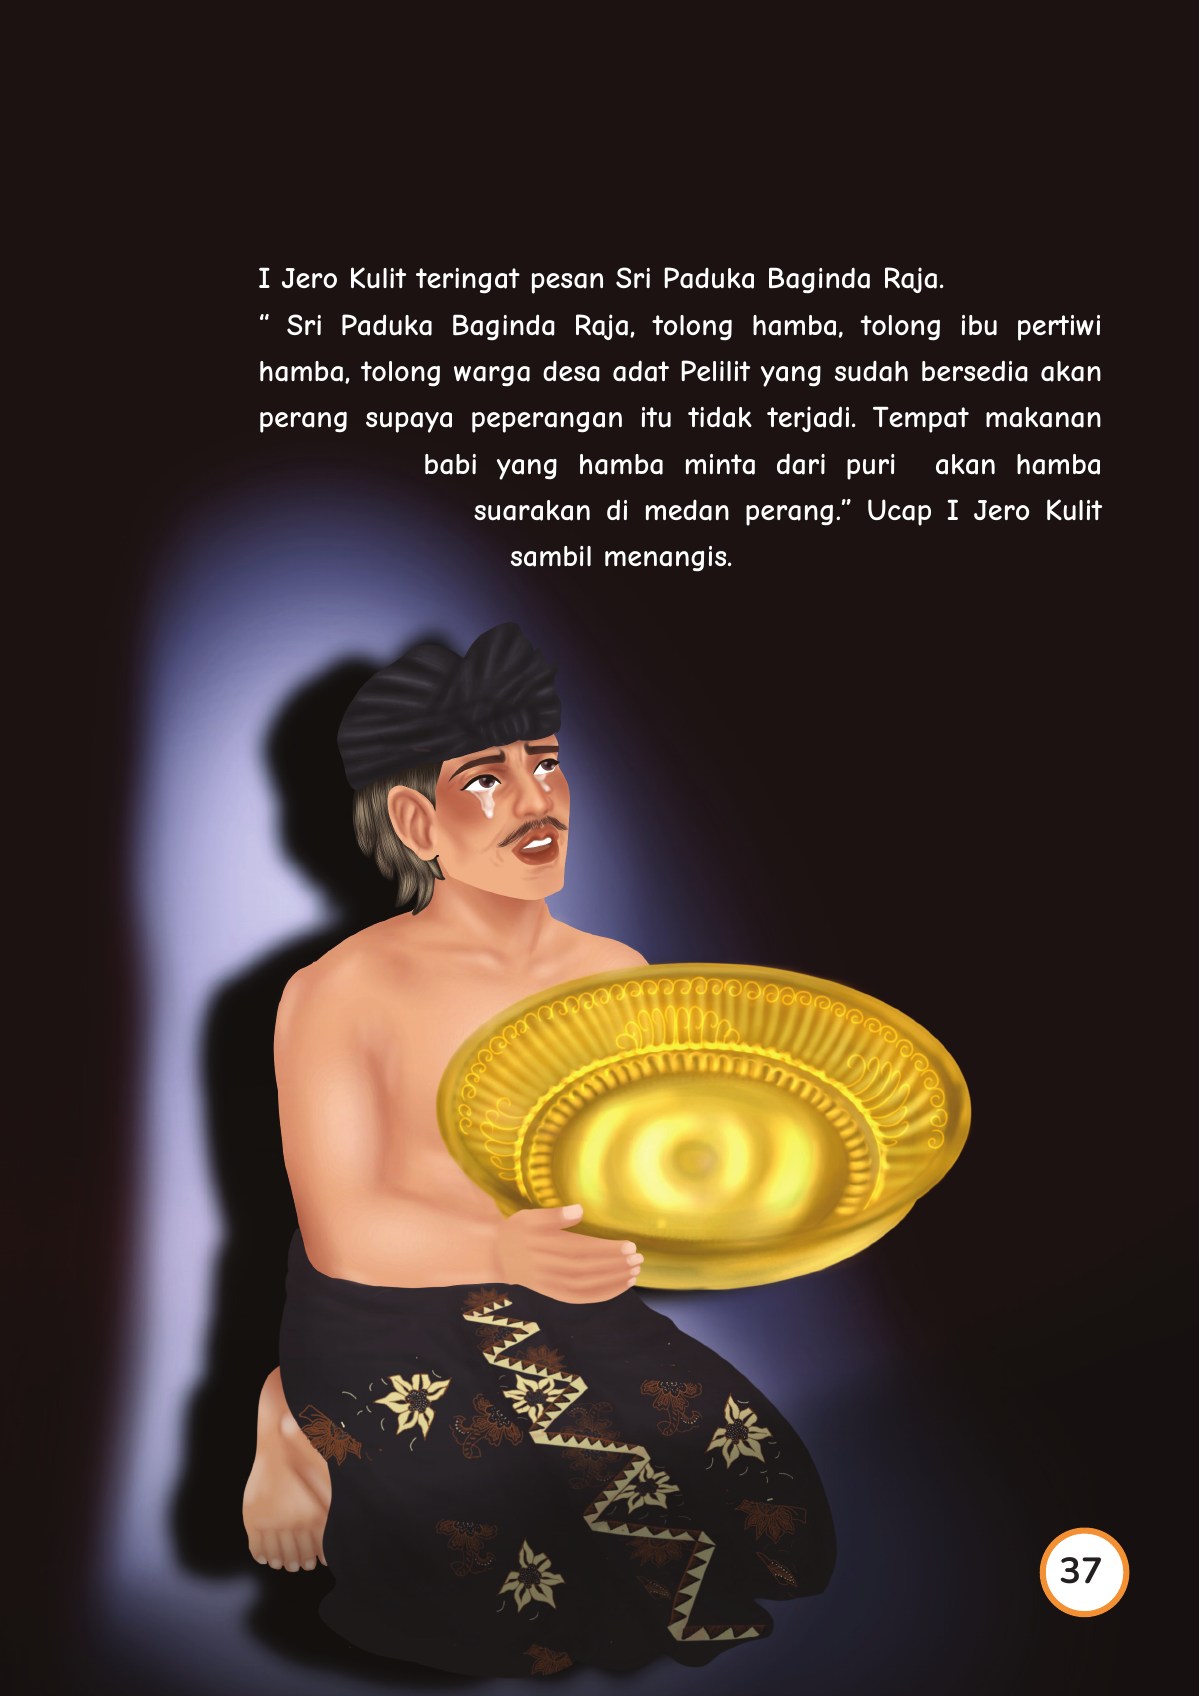 I Jero Kulit teringat pesan Sri Paduka Baginda Raja.
“ Sri Paduka Baginda Raja, tolong hamba, tolong ibu pertiwi
hamba, tolong warga desa adat Pelilit yang sudah bersedia akan
perang supaya peperangan itu tidak terjadi. Tempat makanan
babi yang hamba minta dari puri akan hamba
suarakan di medan perang.” Ucap I Jero Kulit
sambil menangis.
37